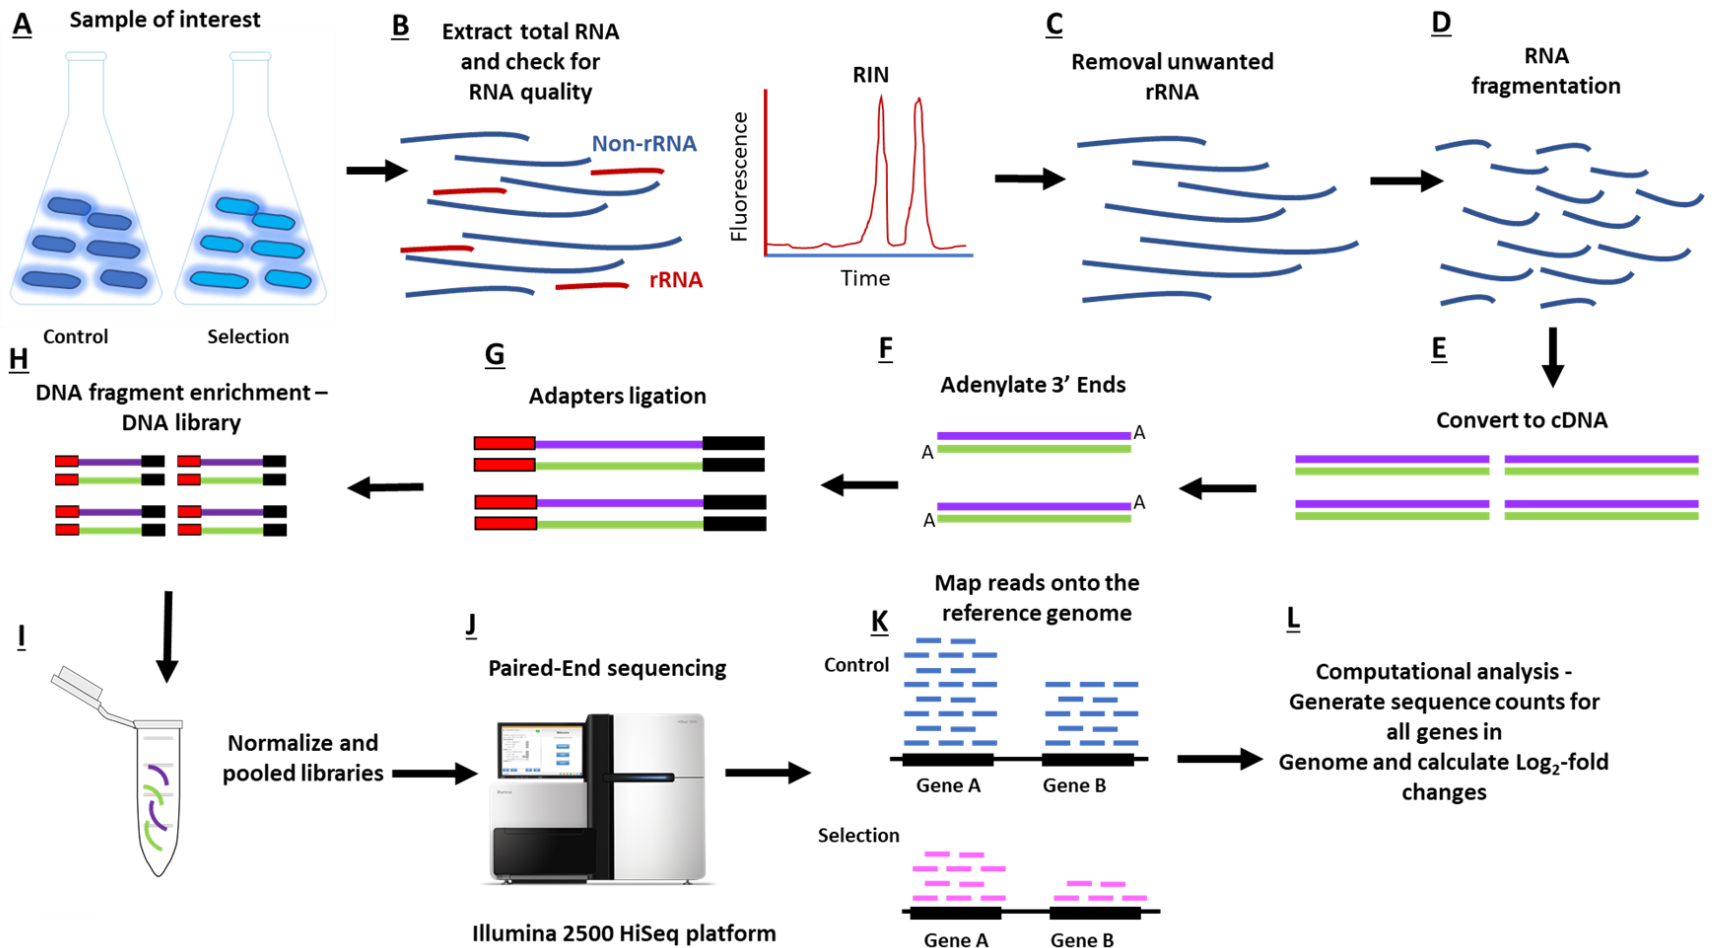 A
Sample of interest
Control
Selection
B
Extract total RNA
and check for
RNA quality
Non-rRNA
rRNA
RIN
Fluorescence
Time
C
Removal unwanted
rRNA
D
RNA
fragmentation
E
Convert to cDNA
F
Adenylate 3’ Ends
A
A
A
A
G
Adapters ligation
H
DNA fragment enrichment –
DNA library
I
Normalize and
pooled libraries
J
Paired-End sequencing
Illumina 2500 HiSeq platform
K
Map reads onto the
reference genome
Control
Gene A
Gene B
Selection
Gene A
Gene B
L
Computational analysis -
Generate sequence counts for
all genes in
Genome and calculate Log₂-fold
changes